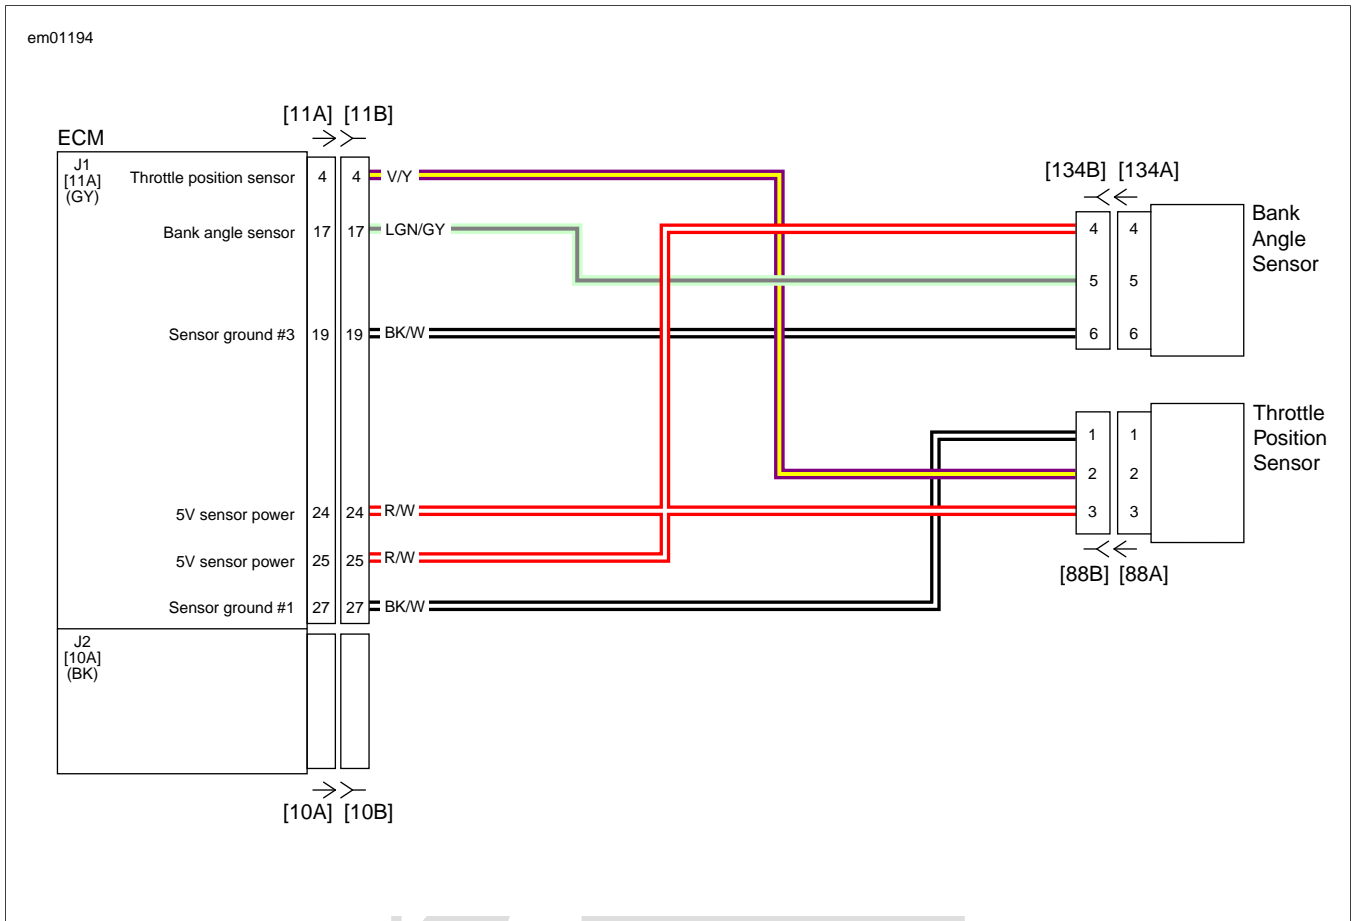 em01194
[11A] [11B]
ECM
J1
[11A]
(GY)
Throttle position sensor 4 4 V/Y
Bank angle sensor 17 17 LGN/GY
Sensor ground #3 19 19 BK/W
5V sensor power 24 24 R/W
5V sensor power 25 25 R/W
Sensor ground #1 27 27 BK/W
J2
[10A]
(BK)
[10A] [10B]
[134B] [134A]
4 4
5 5
6 6
Bank
Angle
Sensor
1 1
2 2
3 3
Throttle
Position
Sensor
[88B] [88A]